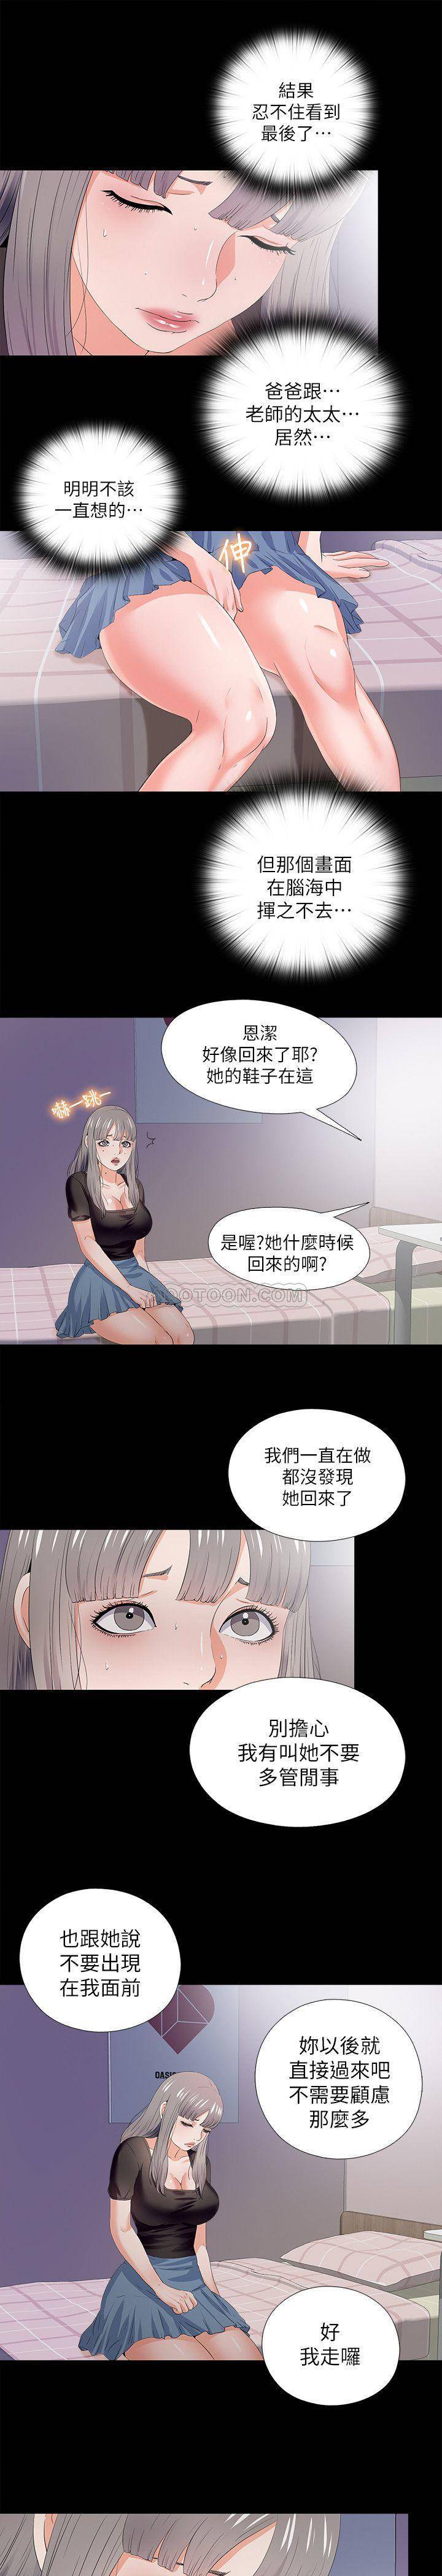 結果
忍不住看到
最後了…
爸爸跟…
老師的太太…
居然…
明明不該
一直想的…
伸
但那個畫面
在腦海中
揮之不去…
恩潔
好像回來了耶?
她的鞋子在這
嚇一跳
是喔?她什麼時候
回來的啊?
TOOTOON.COM
我們一直在做
都沒發現
她回來了
別擔心
我有叫她不要
多管閒事
也跟她說
不要出現
在我面前
妳以後就
直接過來吧
不需要顧慮
那麼多
OASIS
好
我走囉